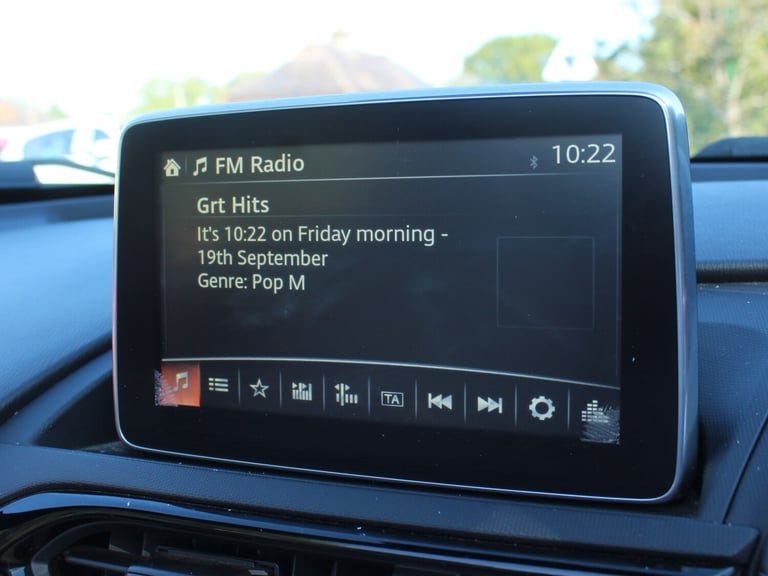 FM Radio 10:22
Grt Hits
It's 10:22 on Friday morning -
19th September
Genre: Pop M
TA